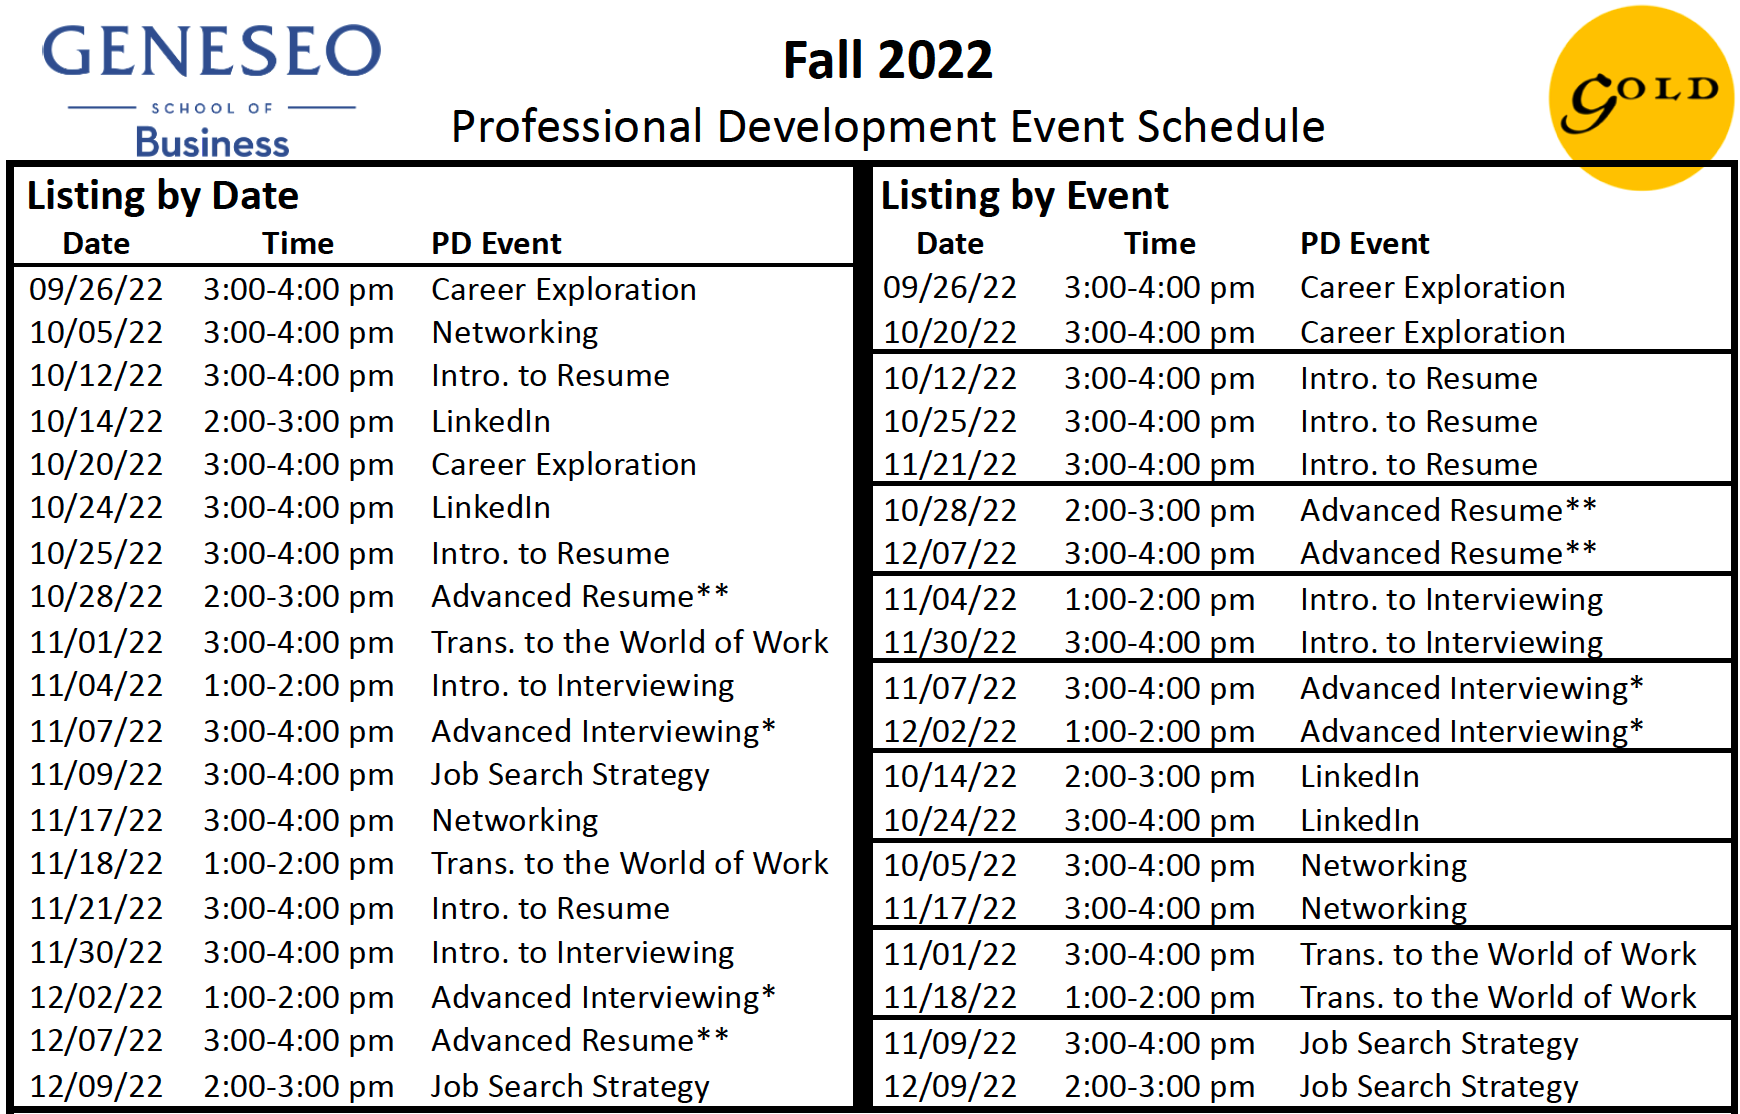 GENESEO
SCHOOL OF
Business
Fall 2022
Professional Development Event Schedule
GOLD
Listing by Date
Date Time PD Event
09/26/22 3:00-4:00 pm Career Exploration
10/05/22 3:00-4:00 pm Networking
10/12/22 3:00-4:00 pm Intro. to Resume
10/14/22 2:00-3:00 pm LinkedIn
10/20/22 3:00-4:00 pm Career Exploration
10/24/22 3:00-4:00 pm LinkedIn
10/25/22 3:00-4:00 pm Intro. to Resume
10/28/22 2:00-3:00 pm Advanced Resume**
11/01/22 3:00-4:00 pm Trans. to the World of Work
11/04/22 1:00-2:00 pm Intro. to Interviewing
11/07/22 3:00-4:00 pm Advanced Interviewing*
11/09/22 3:00-4:00 pm Job Search Strategy
11/17/22 3:00-4:00 pm Networking
11/18/22 1:00-2:00 pm Trans. to the World of Work
11/21/22 3:00-4:00 pm Intro. to Resume
11/30/22 3:00-4:00 pm Intro. to Interviewing
12/02/22 1:00-2:00 pm Advanced Interviewing*
12/07/22 3:00-4:00 pm Advanced Resume**
12/09/22 2:00-3:00 pm Job Search Strategy
Listing by Event
Date Time PD Event
09/26/22 3:00-4:00 pm Career Exploration
10/20/22 3:00-4:00 pm Career Exploration
10/12/22 3:00-4:00 pm Intro. to Resume
10/25/22 3:00-4:00 pm Intro. to Resume
11/21/22 3:00-4:00 pm Intro. to Resume
10/28/22 2:00-3:00 pm Advanced Resume**
12/07/22 3:00-4:00 pm Advanced Resume**
11/04/22 1:00-2:00 pm Intro. to Interviewing
11/30/22 3:00-4:00 pm Intro. to Interviewing
11/07/22 3:00-4:00 pm Advanced Interviewing*
12/02/22 1:00-2:00 pm Advanced Interviewing*
10/14/22 2:00-3:00 pm LinkedIn
10/24/22 3:00-4:00 pm LinkedIn
10/05/22 3:00-4:00 pm Networking
11/17/22 3:00-4:00 pm Networking
11/01/22 3:00-4:00 pm Trans. to the World of Work
11/18/22 1:00-2:00 pm Trans. to the World of Work
11/09/22 3:00-4:00 pm Job Search Strategy
12/09/22 2:00-3:00 pm Job Search Strategy